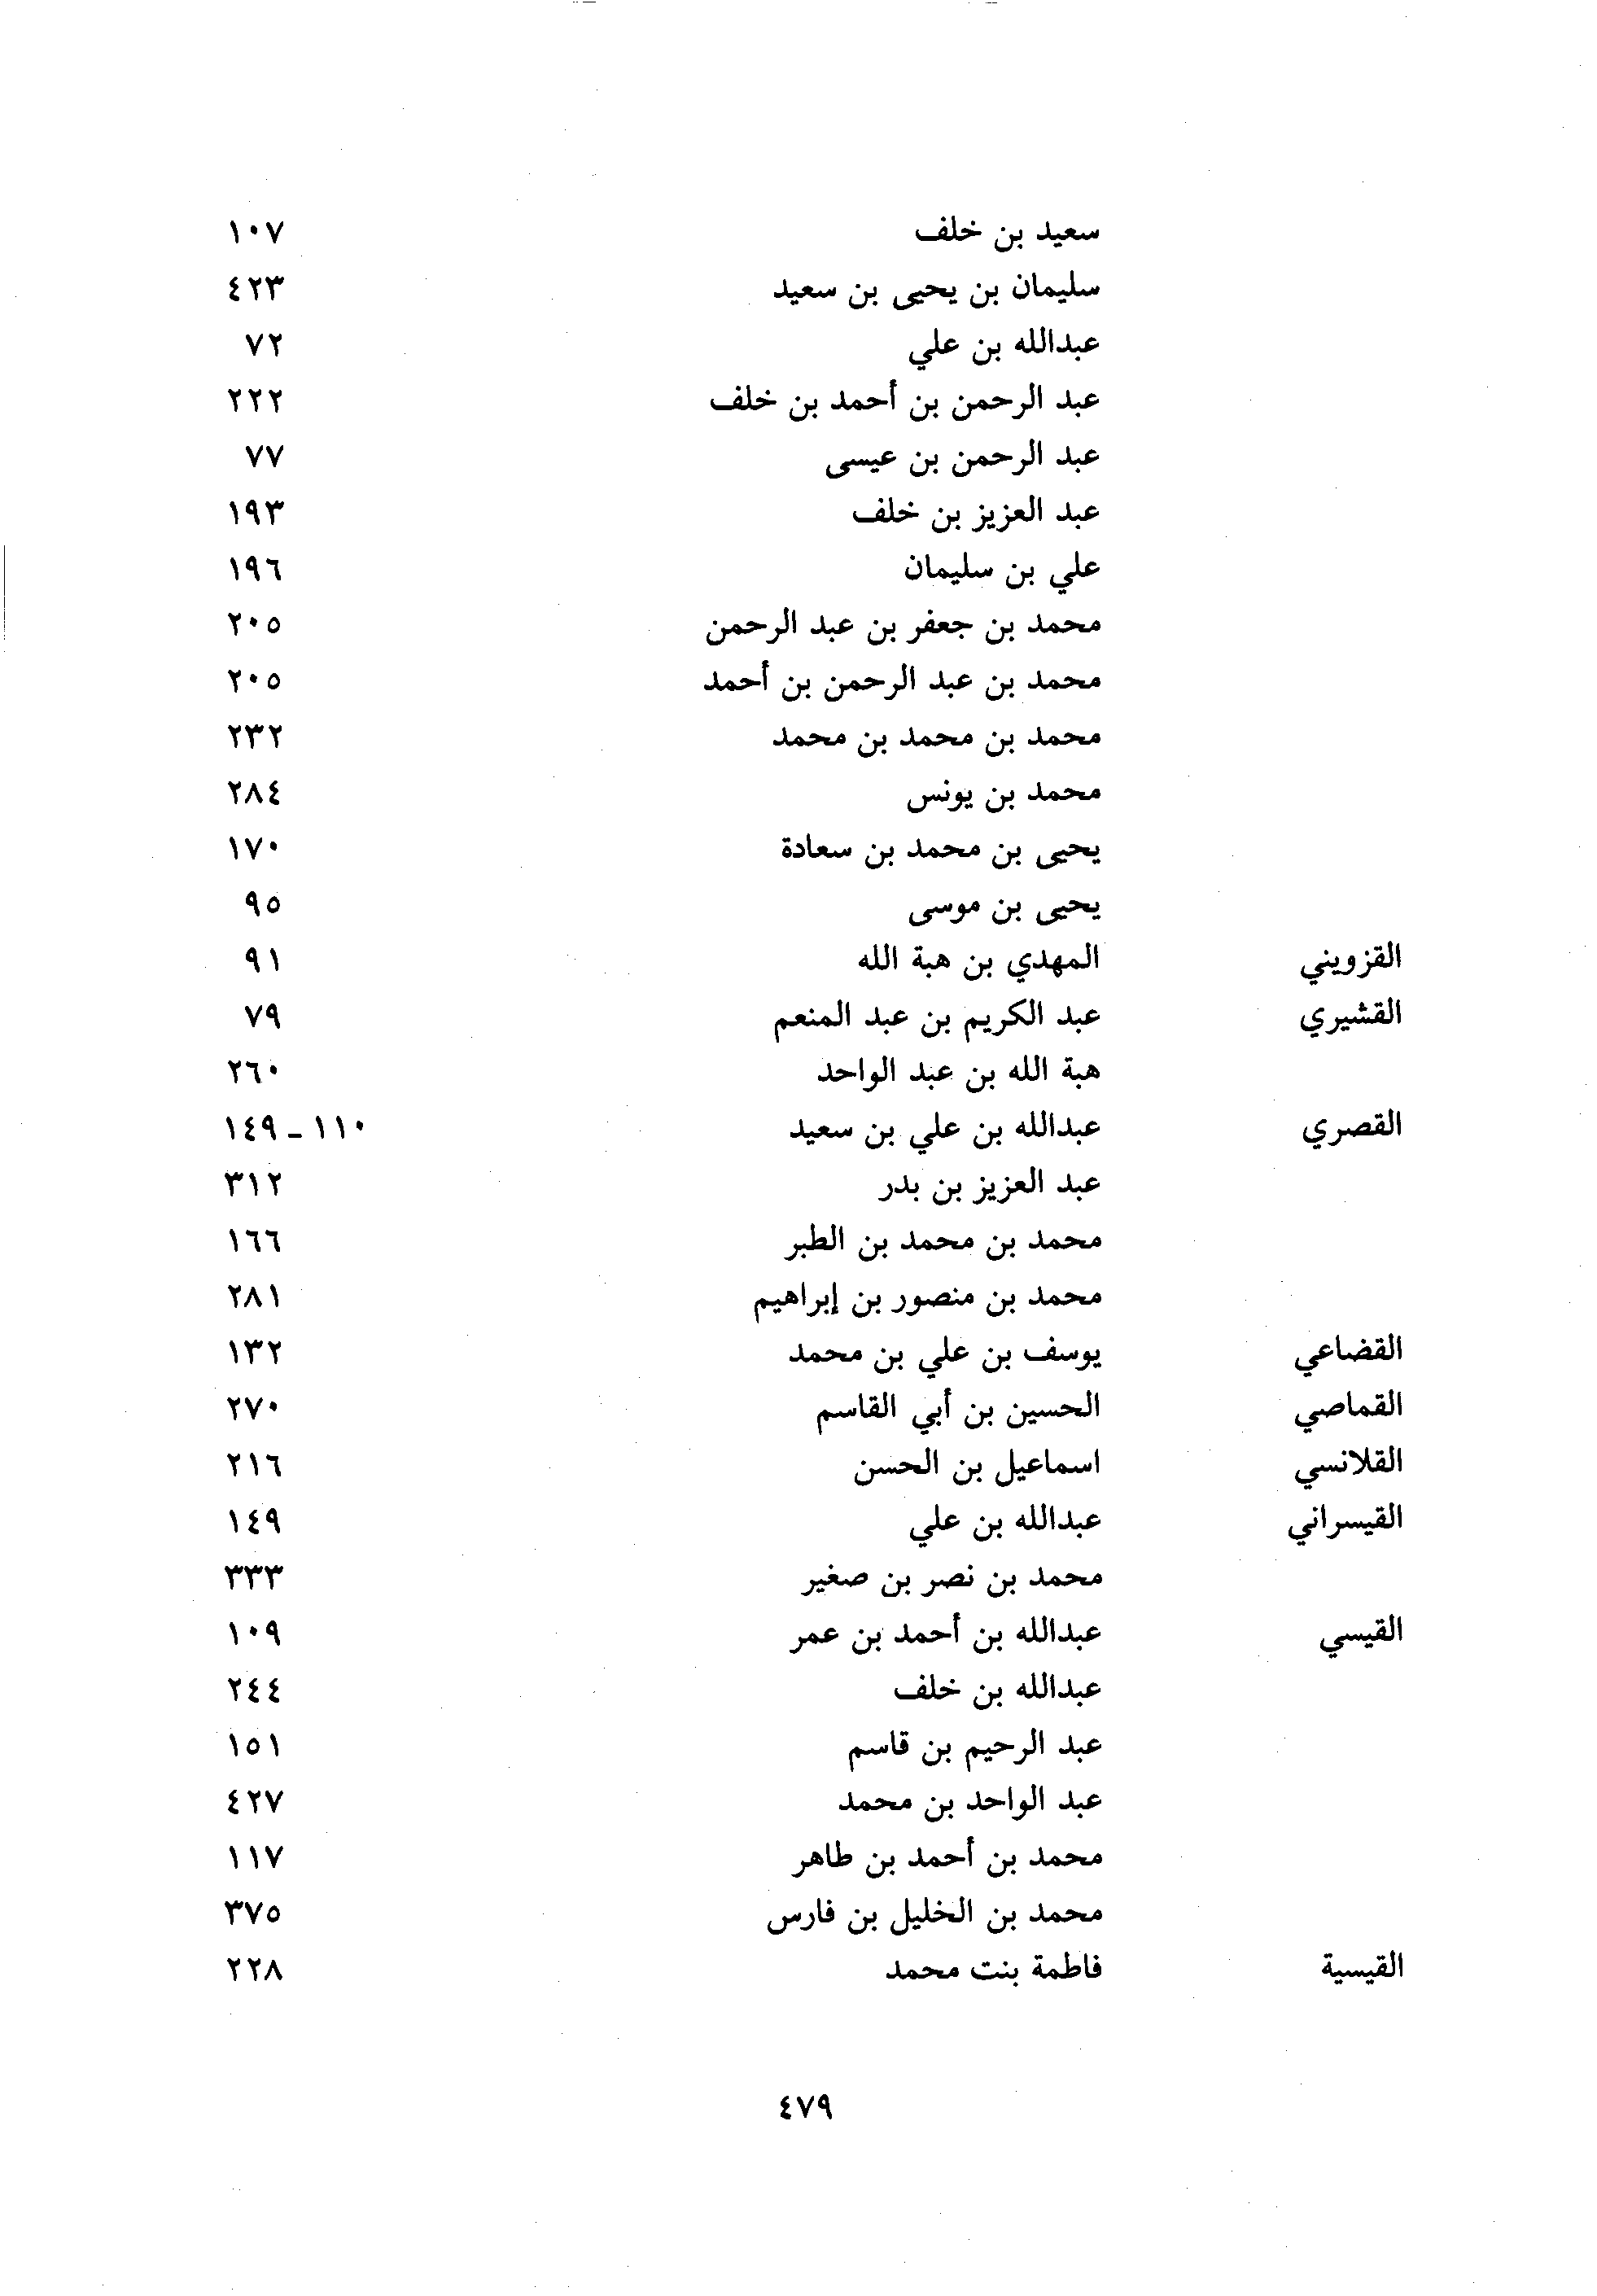 سعيد بن خلف ١٠٧
سليمان بن يحيى بن سعيد ٤٢٣
عبدالله بن علي ٧٢
عبد الرحمن بن أحمد بن خلف ٢٢٢
عبد الرحمن بن عيسى ٧٧
عبد العزيز بن خلف ١٩٣
علي بن سليمان ١٩٦
محمد بن جعفر بن عبد الرحمن ٢٠٥
محمد بن عبد الرحمن بن أحمد ٢٠٥
محمد بن محمد بن محمد ٢٣٢
محمد بن يونس ٢٨٤
يحيى بن محمد بن سعادة ١٧٠
يحيى بن موسى ٩٥
القزويني المهدي بن هبة الله ٩١
القشيري عبد الكريم بن عبد المنعم ٧٩
هبة الله بن عبد الواحد ٢٦٠
القصري عبدالله بن علي بن سعيد ١١٠ - ١٤٩
عبد العزيز بن بدر ٣١٢
محمد بن محمد بن الطبر ١٦٦
محمد بن منصور بن إبراهيم ٢٨١
القضاعي يوسف بن علي بن محمد ١٣٢
القماصي الحسين بن أبي القاسم ٢٧٠
القلانسي اسماعيل بن الحسن ٢١٦
القيسراني عبدالله بن علي ١٤٩
محمد بن نصر بن صغير ٣٣٣
القيسي عبدالله بن أحمد بن عمر ١٠٩
عبدالله بن خلف ٢٤٤
عبد الرحيم بن قاسم ١٥١
عبد الواحد بن محمد ٤٢٧
محمد بن أحمد بن طاهر ١١٧
محمد بن الخليل بن فارس ٣٧٥
القيسية فاطمة بنت محمد ٢٢٨
٤٧٩